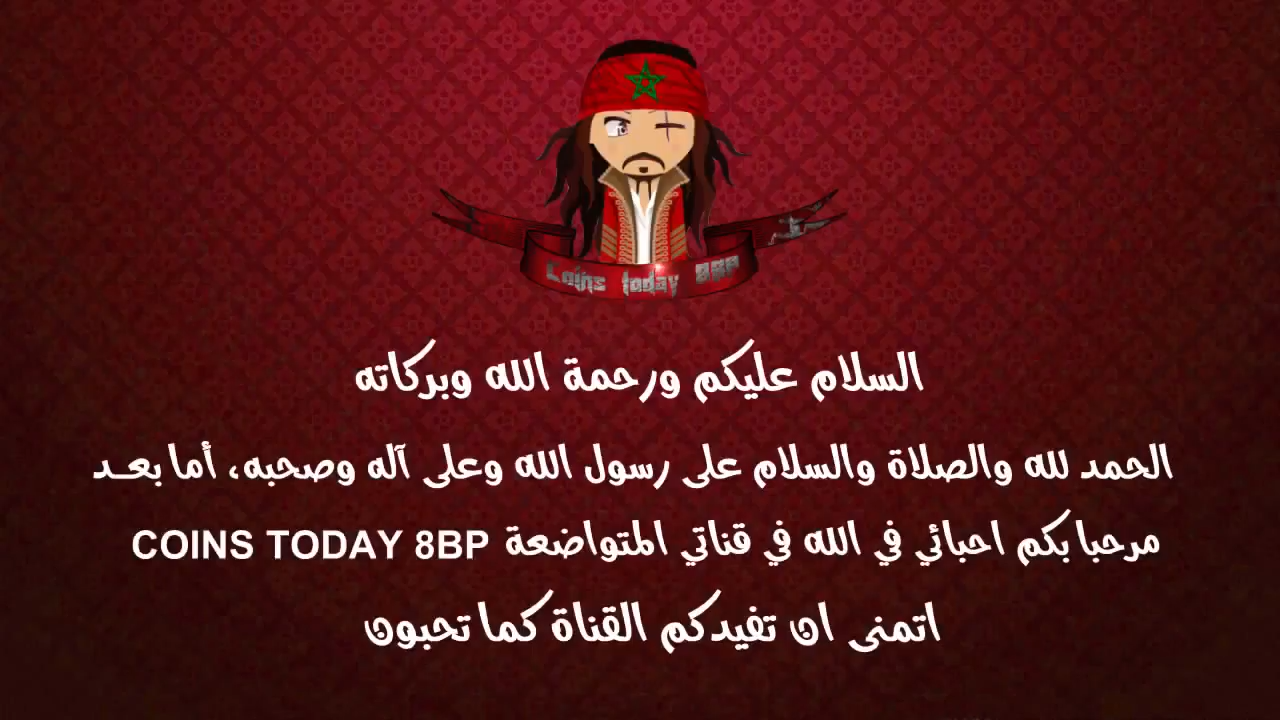 Coins today 8BP
السلام عليكم ورحمة الله وبركاته
الحمد لله والصلاة والسلام على رسول الله وعلى آله وصحبه، أما بعـد
مرحبا بكم احبائي في الله في قناتي المتواضعة COINS TODAY 8BP
اتمنى ان تفيدكم القناة كما تحبون